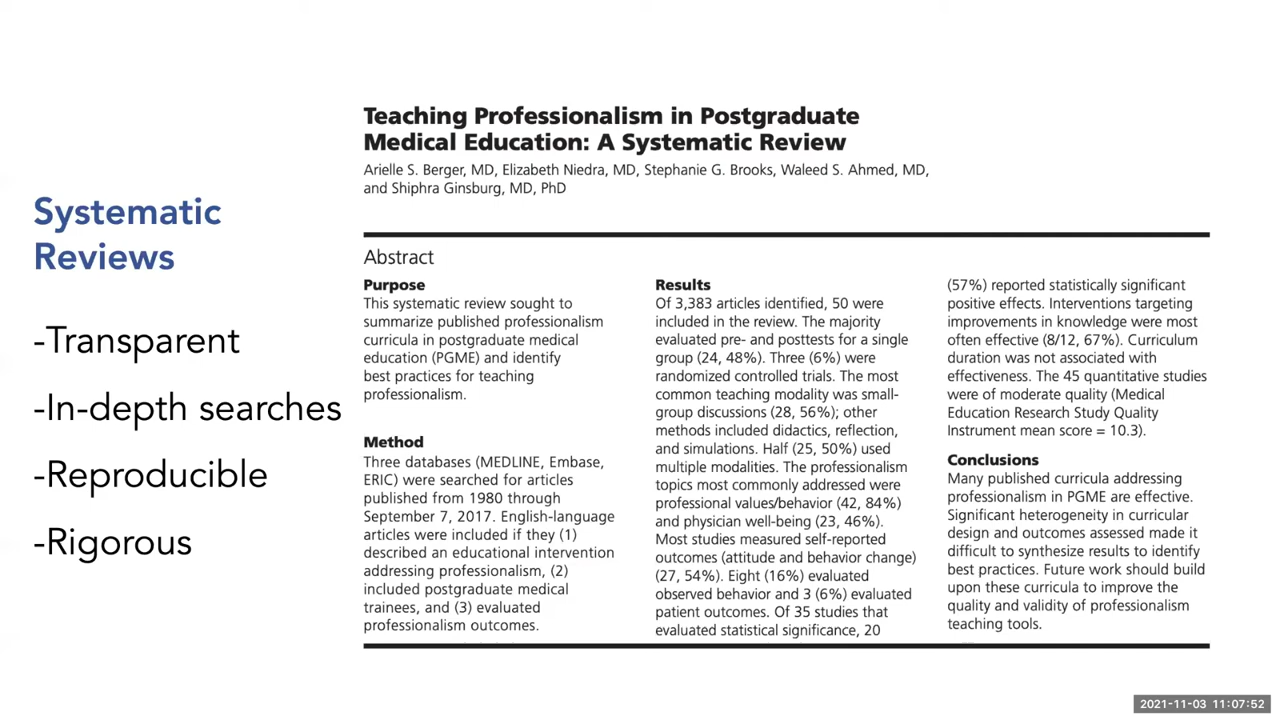 Systematic
Reviews
-Transparent
-In-depth searches
-Reproducible
-Rigorous
Teaching Professionalism in Postgraduate
Medical Education: A Systematic Review
Arielle S. Berger, MD, Elizabeth Niedra, MD, Stephanie G. Brooks, Waleed S. Ahmed, MD,
and Shiphra Ginsburg, MD, PhD
Abstract
Purpose
This systematic review sought to
summarize published professionalism
curricula in postgraduate medical
education (PGME) and identify
best practices for teaching
professionalism.
Method
Three databases (MEDLINE, Embase,
ERIC) were searched for articles
published from 1980 through
September 7, 2017. English-language
articles were included if they (1)
described an educational intervention
addressing professionalism, (2)
included postgraduate medical
trainees, and (3) evaluated
professionalism outcomes.
Results
Of 3,383 articles identified, 50 were
included in the review. The majority
evaluated pre- and posttests for a single
group (24, 48%). Three (6%) were
randomized controlled trials. The most
common teaching modality was small-
group discussions (28, 56%); other
methods included didactics, reflection,
and simulations. Half (25, 50%) used
multiple modalities. The professionalism
topics most commonly addressed were
professional values/behavior (42, 84%)
and physician well-being (23, 46%).
Most studies measured self-reported
outcomes (attitude and behavior change)
(27, 54%). Eight (16%) evaluated
observed behavior and 3 (6%) evaluated
patient outcomes. Of 35 studies that
evaluated statistical significance, 20
(57%) reported statistically significant
positive effects. Interventions targeting
improvements in knowledge were most
often effective (8/12, 67%). Curriculum
duration was not associated with
effectiveness. The 45 quantitative studies
were of moderate quality (Medical
Education Research Study Quality
Instrument mean score = 10.3).
Conclusions
Many published curricula addressing
professionalism in PGME are effective.
Significant heterogeneity in curricular
design and outcomes assessed made it
difficult to synthesize results to identify
best practices. Future work should build
upon these curricula to improve the
quality and validity of professionalism
teaching tools.
2021-11-03 11:07:52